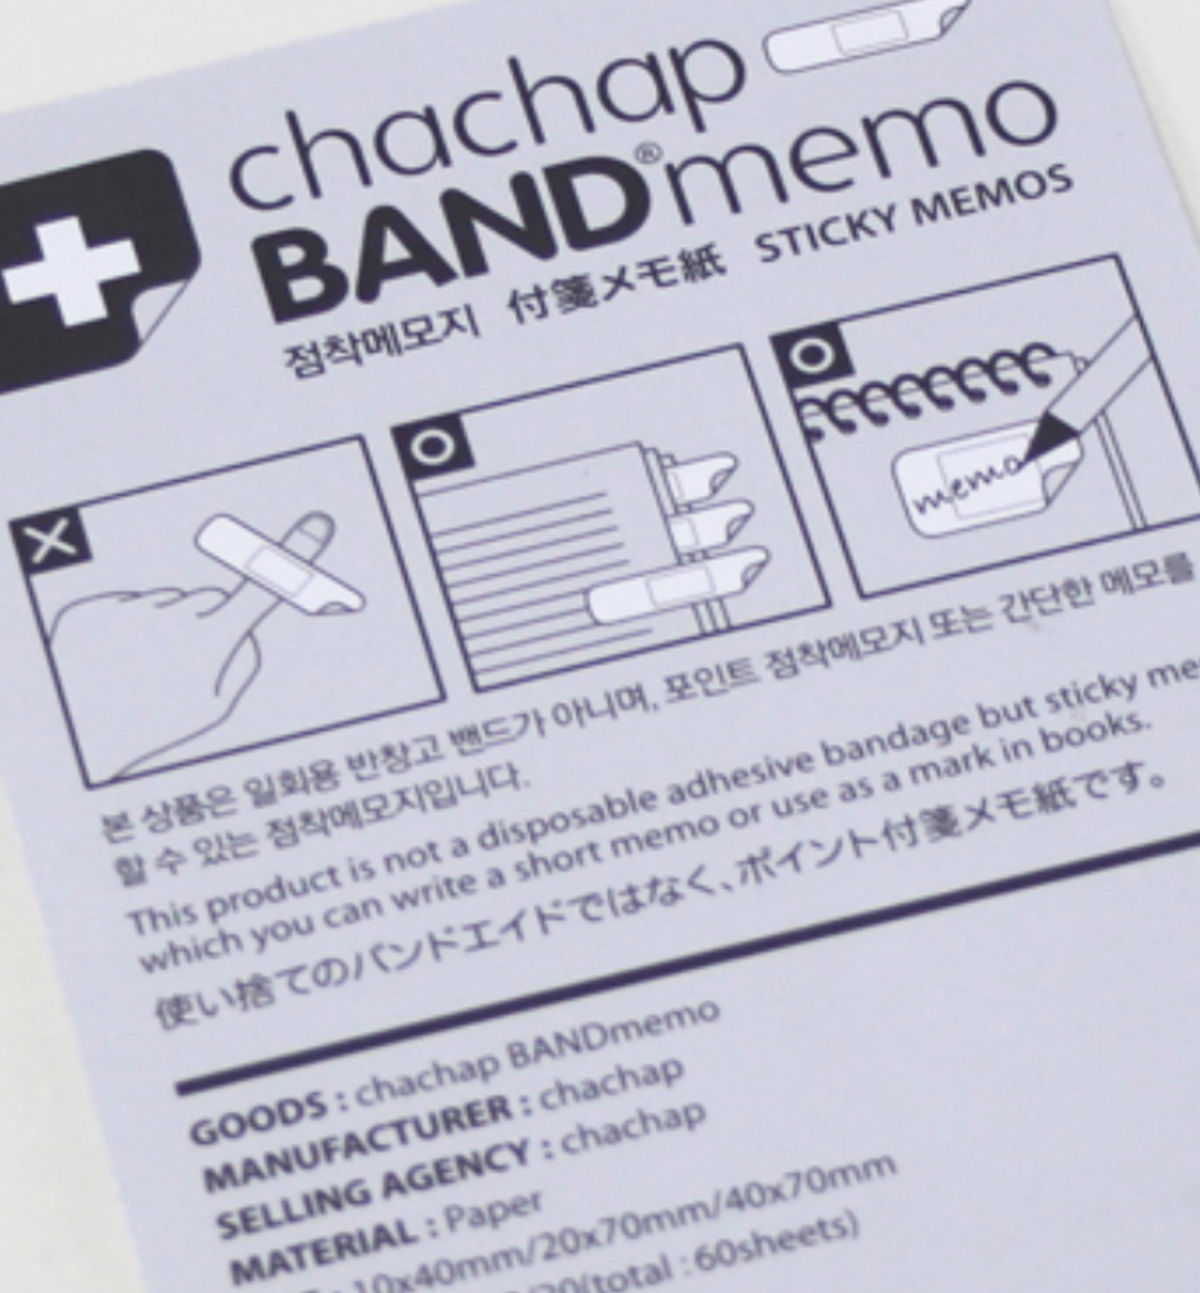 chachap
BAND®memo
점착메모지 付箋メモ紙 STICKY MEMOS
memo
본 상품은 일회용 반창고 밴드가 아니며, 포인트 점착메모지 또는 간단한 메모를
할 수 있는 점착메모지입니다.
This product is not a disposable adhesive bandage but sticky
which you can write a short memo or use as a mark in books.
使い捨てのバンドエイドではなく、ポイント付箋メモ紙です。
GOODS : chachap BANDmemo
MANUFACTURER : chachap
SELLING AGENCY : chachap
MATERIAL : Paper
: 10x40mm/20x70mm/40x70mm
/20(total : 60sheets)